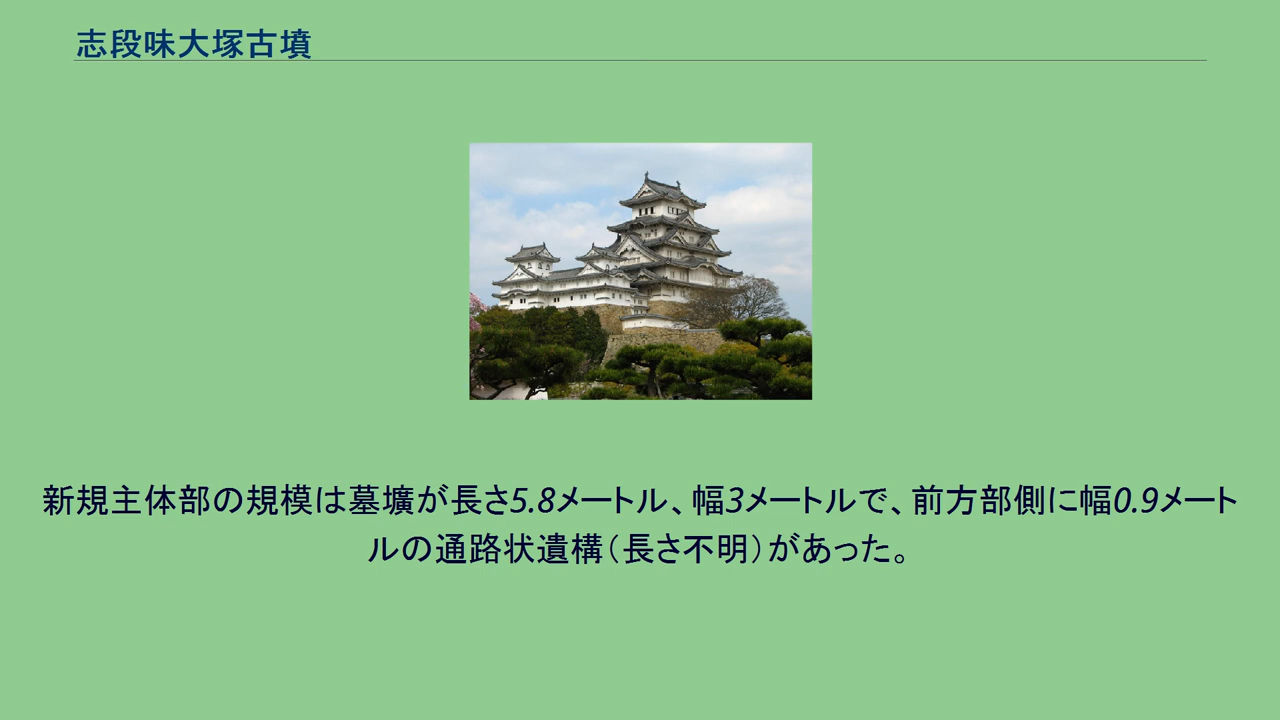 志段味大塚古墳
新規主体部の規模は墓壙が長さ5.8メートル、幅3メートルで、前方部側に幅0.9メート
ルの通路状遺構（長さ不明）があった。